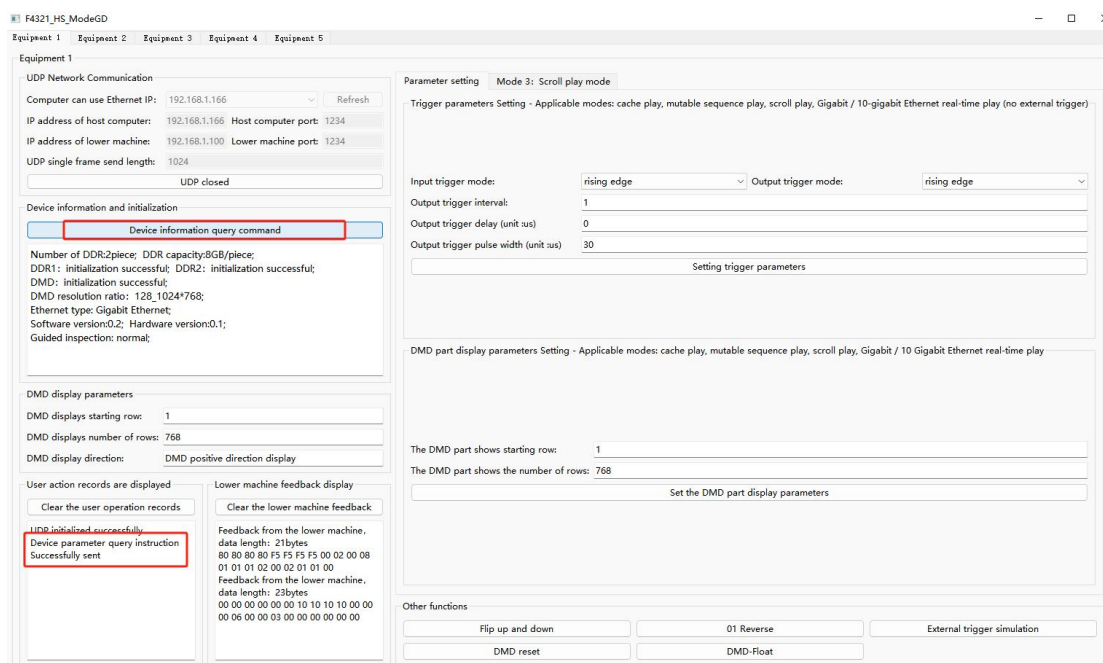 F4321_HS_ModeGD
Equipment 1 Equipment 2 Equipment 3 Equipment 4 Equipment 5
Equipment 1
UDP Network Communication
Computer can use Ethernet IP: 192.168.1.166 Refresh
IP address of host computer: 192.168.1.166 Host computer port: 1234
IP address of lower machine: 192.168.1.100 Lower machine port: 1234
UDP single frame send length: 1024
UDP closed
Device information and initialization
Device information query command
Number of DDR:2piece; DDR capacity:8GB/piece;
DDR1: initialization successful; DDR2: initialization successful;
DMD: initialization successful;
DMD resolution ratio: 128_1024*768;
Ethernet type: Gigabit Ethernet;
Software version:0.2; Hardware version:0.1;
Guided inspection: normal;
DMD display parameters
DMD displays starting row: 1
DMD displays number of rows: 768
DMD display direction: DMD positive direction display
User action records are displayed
Clear the user operation records
UDP initialized successfully
Device parameter query instruction
Successfully sent
Lower machine feedback display
Clear the lower machine feedback
Feedback from the lower machine,
data length: 21bytes
80 80 80 80 F5 F5 F5 F5 00 02 00 08
01 01 01 02 00 02 01 01 00
Feedback from the lower machine,
data length: 23bytes
00 00 00 00 00 00 10 10 10 10 00 00
00 06 00 00 03 00 00 00 00 00 00
Parameter setting Mode 3: Scroll play mode
Trigger parameters Setting - Applicable modes: cache play, mutable sequence play, scroll play, Gigabit / 10-gigabit Ethernet real-time play (no external trigger)
Input trigger mode: rising edge Output trigger mode: rising edge
Output trigger interval: 1
Output trigger delay (unit :us) 0
Output trigger pulse width (unit :us) 30
Setting trigger parameters
DMD part display parameters Setting - Applicable modes: cache play, mutable sequence play, scroll play, Gigabit / 10 Gigabit Ethernet real-time play
The DMD part shows starting row: 1
The DMD part shows the number of rows: 768
Set the DMD part display parameters
Other functions
Flip up and down 01 Reverse External trigger simulation
DMD reset DMD-Float